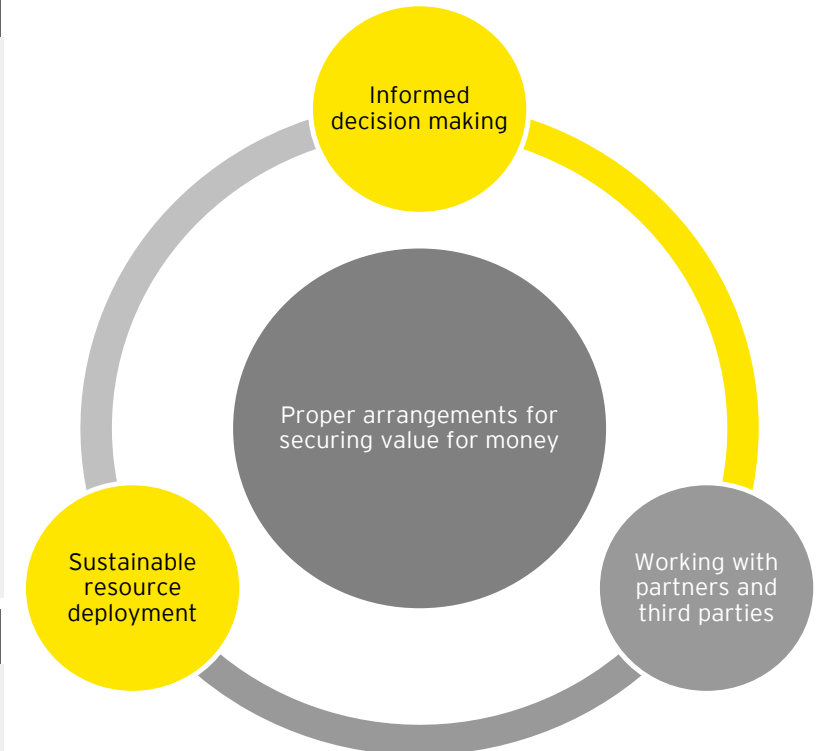 Informed
decision making
Proper arrangements for
securing value for money
Sustainable
resource
deployment
Working with
partners and
third parties